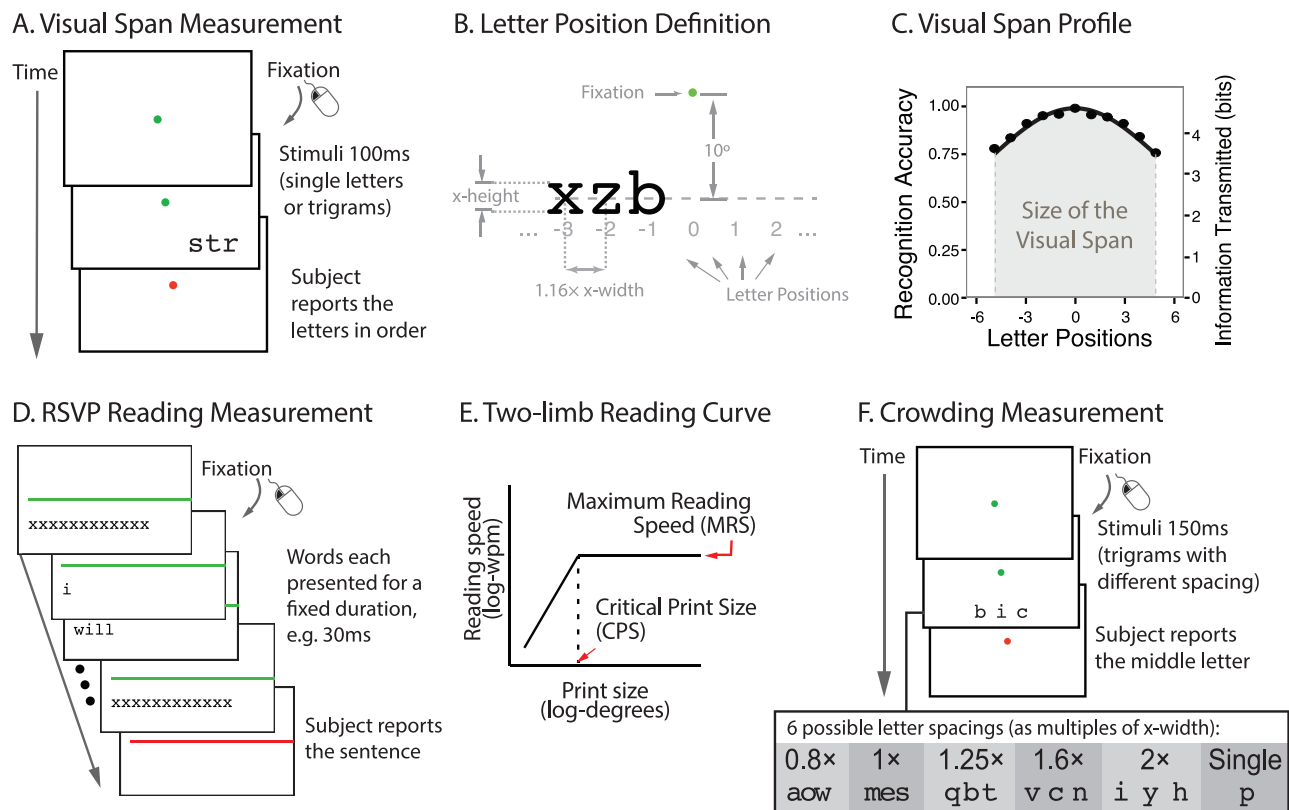 A. Visual Span Measurement
Time
Fixation
Stimuli 100ms
(single letters
or trigrams)
str
Subject
reports the
letters in order
B. Letter Position Definition
Fixation
10º
x-height
xzb
... -3 -2 -1 0 1 2 ...
1.16× x-width
Letter Positions
C. Visual Span Profile
Recognition Accuracy
1.00
0.75
0.50
0.25
0.00
Size of the
Visual Span
Information Transmitted (bits)
4
3
2
1
0
-6 -3 0 3 6
Letter Positions
D. RSVP Reading Measurement
Fixation
xxxxxxxxxxxx
i
will
xxxxxxxxxxxx
Words each
presented for a
fixed duration,
e.g. 30ms
Subject reports
the sentence
E. Two-limb Reading Curve
Reading speed
(log-wpm)
Maximum Reading
Speed (MRS)
Critical Print Size
(CPS)
Print size
(log-degrees)
F. Crowding Measurement
Time
Fixation
Stimuli 150ms
(trigrams with
different spacing)
b i c
Subject reports
the middle letter
6 possible letter spacings (as multiples of x-width):
0.8× 1× 1.25× 1.6× 2× Single
aow mes qbt v c n i y h p